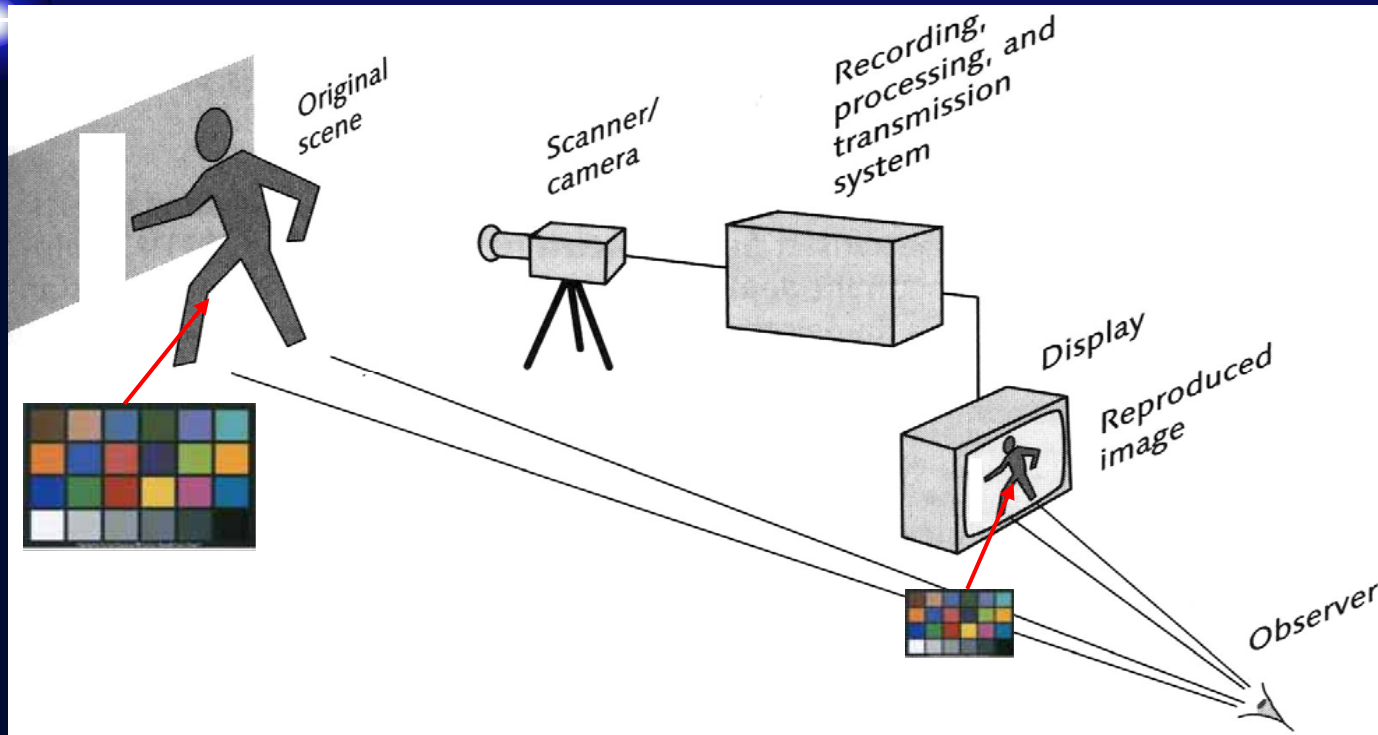 Original
scene
Scanner/
camera
Recording,
processing, and
transmission
system
Display
Reproduced
image
Observer